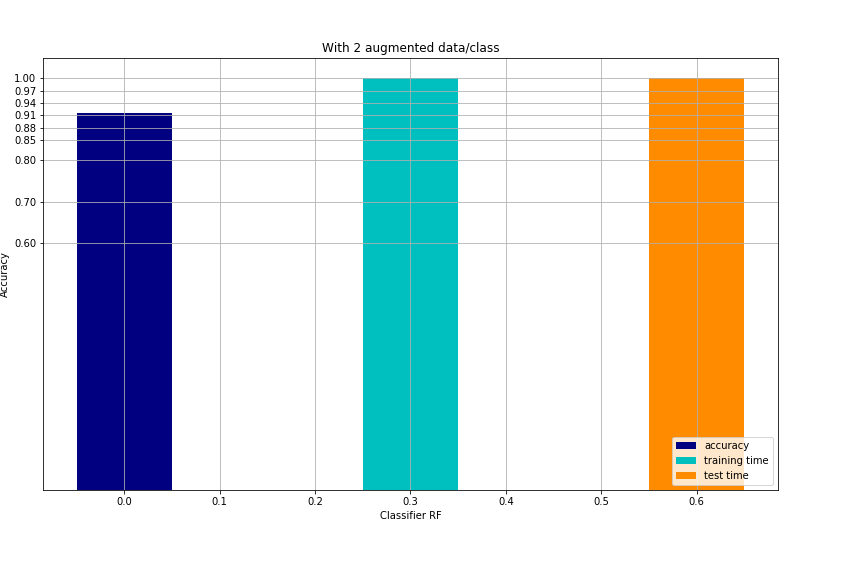 With 2 augmented data/class
1.00
0.97
0.94
0.91
0.88
0.85
0.80
0.70
0.60
Accuracy
0.0 0.1 0.2 0.3 0.4 0.5 0.6
Classifier RF
accuracy
training time
test time